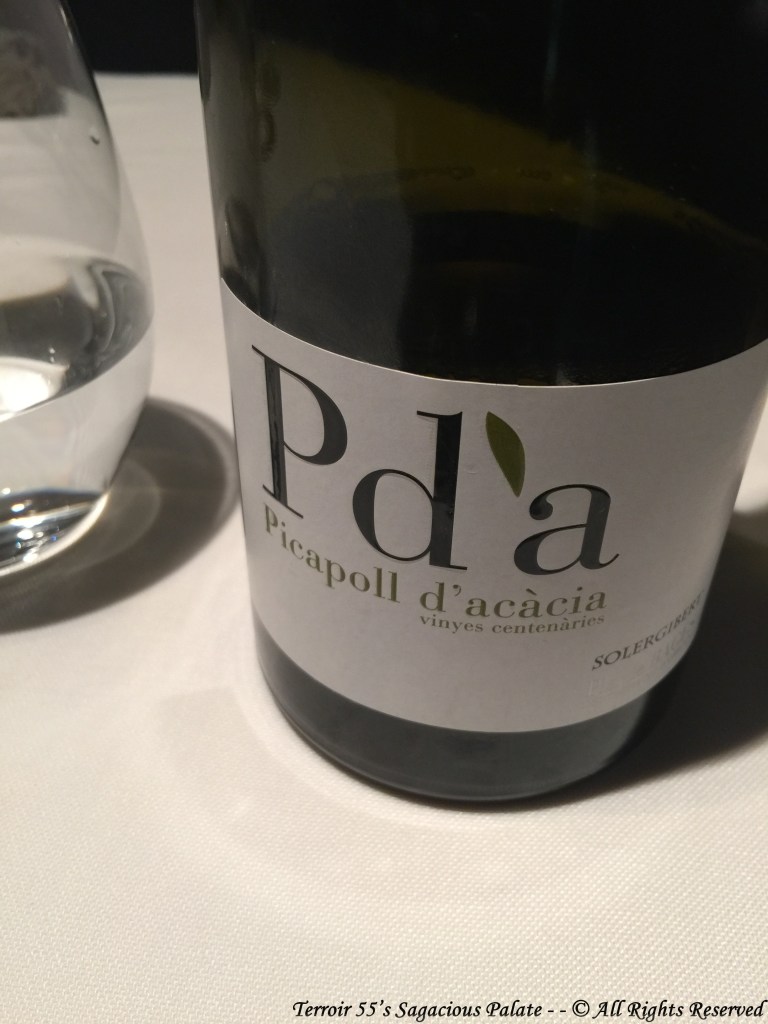 Pd'a
Picapoll d'acàcia
vinyes centenàries
SOLERGIBERT
Terroir 55's Sagacious Palate - - © All Rights Reserved